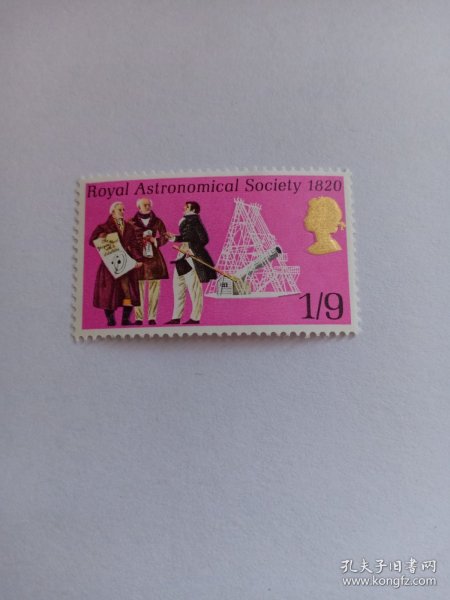 Royal Astronomical Society 1820
1/9
孔夫子旧书网
www.kongfz.com